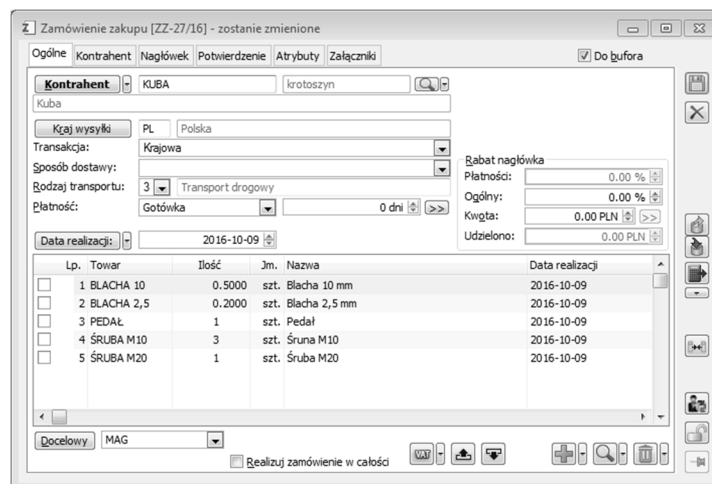 Zamówienie zakupu [ZZ-27/16] - zostanie zmienione
Ogólne Kontrahent Nagłówek Potwierdzenie Atrybuty Załączniki Do bufora
Kontrahent KUBA krotoszyn
Kuba
Kraj wysyłki PL Polska
Transakcja: Krajowa
Sposób dostawy:
Rodzaj transportu: 3 Transport drogowy
Płatność: Gotówka 0 dni >>
Rabat nagłówka
Płatności: 0.00 %
Ogólny: 0.00 %
Kwota: 0.00 PLN >>
Udzielono: 0.00 PLN
Data realizacji: 2016-10-09
Lp. Towar Ilość Jm. Nazwa Data realizacji
1 BLACHA 10 0.5000 szt. Blacha 10 mm 2016-10-09
2 BLACHA 2,5 0.2000 szt. Blacha 2,5 mm 2016-10-09
3 PEDAŁ 1 szt. Pedał 2016-10-09
4 ŚRUBA M10 3 szt. Śruna M10 2016-10-09
5 ŚRUBA M20 1 szt. Śruba M20 2016-10-09
Docelowy MAG
Realizuj zamówienie w całości VAT